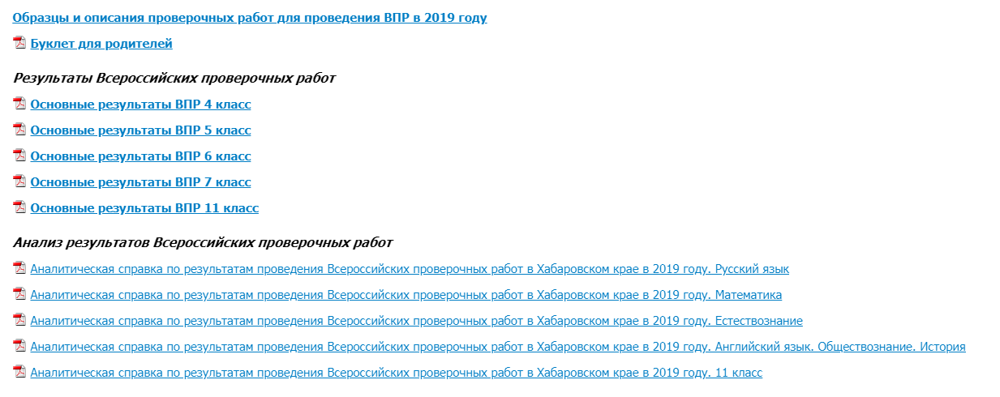 Образцы и описания проверочных работ для проведения ВПР в 2019 году
Буклет для родителей
Результаты Всероссийских проверочных работ
Основные результаты ВПР 4 класс
Основные результаты ВПР 5 класс
Основные результаты ВПР 6 класс
Основные результаты ВПР 7 класс
Основные результаты ВПР 11 класс
Анализ результатов Всероссийских проверочных работ
Аналитическая справка по результатам проведения Всероссийских проверочных работ в Хабаровском крае в 2019 году. Русский язык
Аналитическая справка по результатам проведения Всероссийских проверочных работ в Хабаровском крае в 2019 году. Математика
Аналитическая справка по результатам проведения Всероссийских проверочных работ в Хабаровском крае в 2019 году. Естествознание
Аналитическая справка по результатам проведения Всероссийских проверочных работ в Хабаровском крае в 2019 году. Английский язык. Обществознание. История
Аналитическая справка по результатам проведения Всероссийских проверочных работ в Хабаровском крае в 2019 году. 11 класс